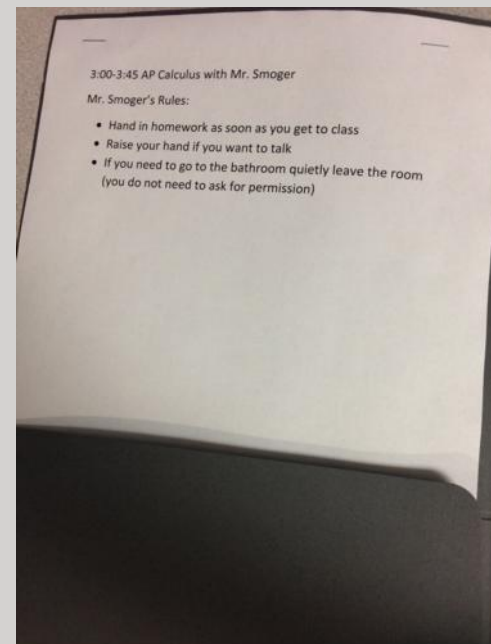 3:00-3:45 AP Calculus with Mr. Smoger
Mr. Smoger's Rules:
• Hand in homework as soon as you get to class
• Raise your hand if you want to talk
• If you need to go to the bathroom quietly leave the room
(you do not need to ask for permission)